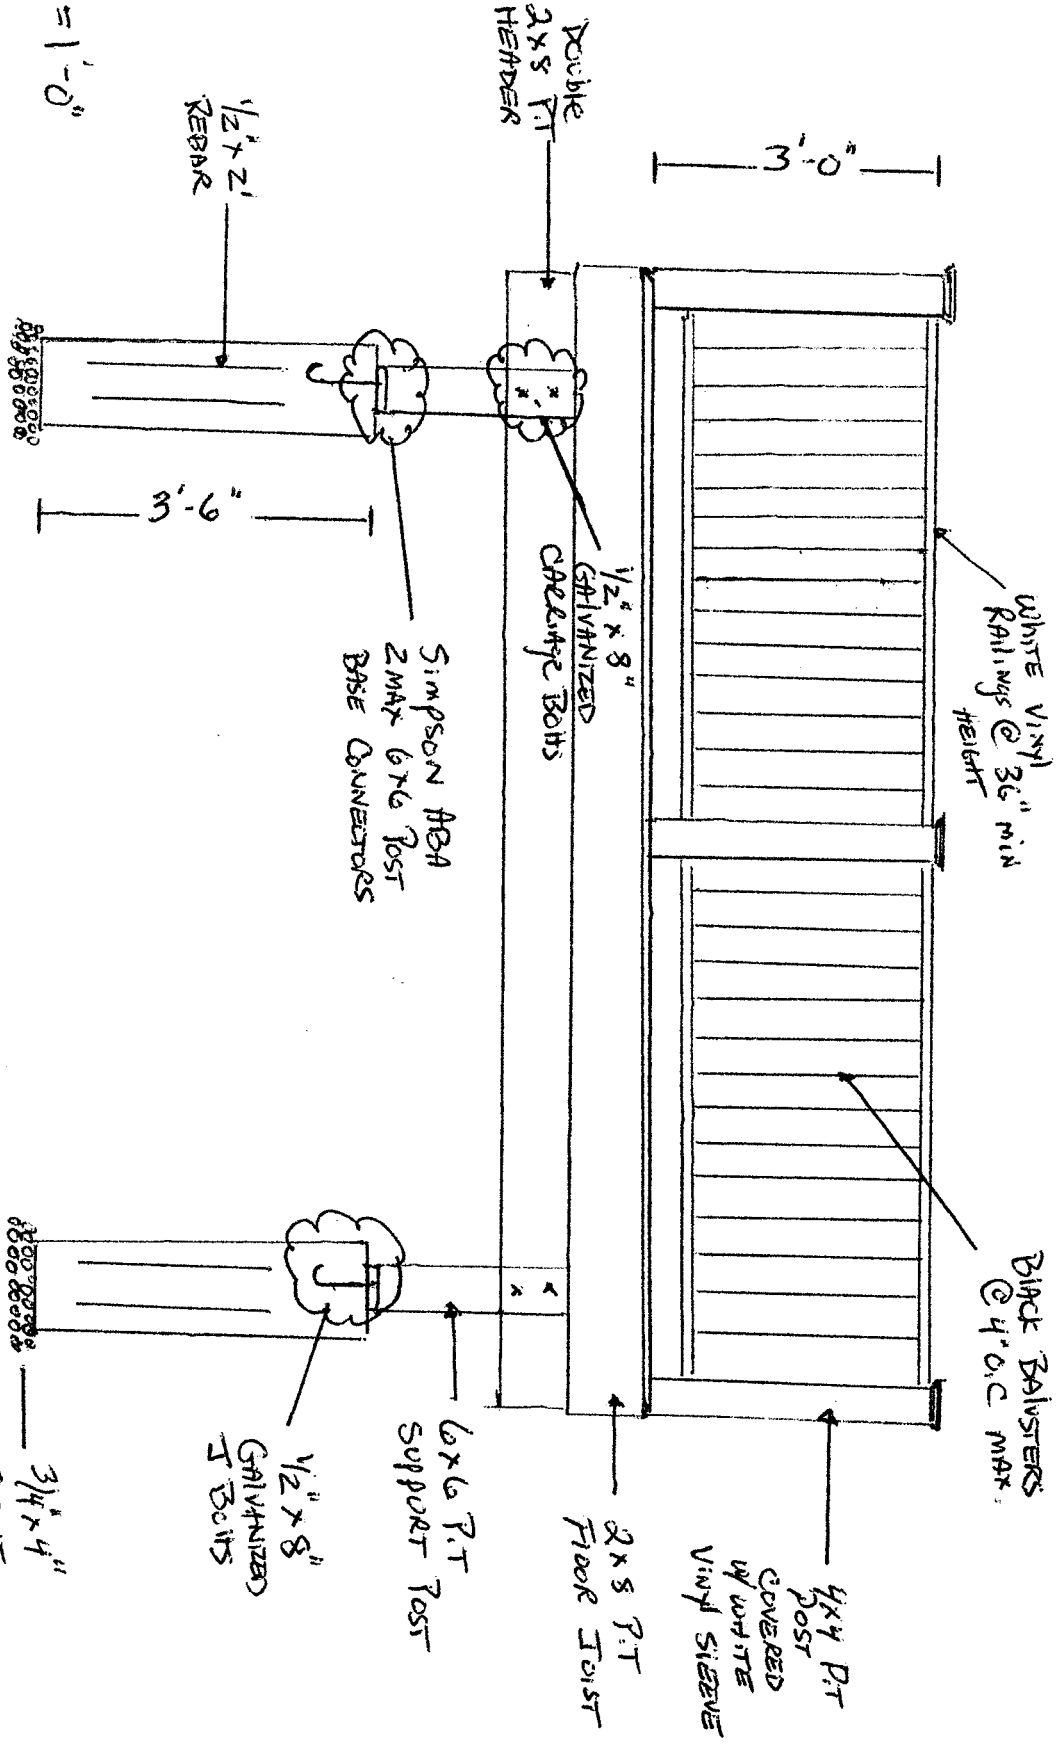 WHITE VINYL
RAILINGS @ 36" MIN
HEIGHT
BLACK BALUSTERS
@ 4" O.C MAX.
3'-0"
4x4 P.T
POST
COVERED
W/ WHITE
VINYL SLEEVE
DOUBLE
2x8 P.T
HEADER
2x8 P.T
FLOOR JOIST
1/2" x 8"
GALVANIZED
CARRIAGE BOLTS
6x6 P.T
SUPPORT POST
SIMPSON ABA
ZMAX 6x6 POST
BASE CONNECTORS
1/2" x 8"
GALVANIZED
J BOLTS
1/2" x 2'
REBAR
3'-6"
3/4" x 4"
= 1'-0"